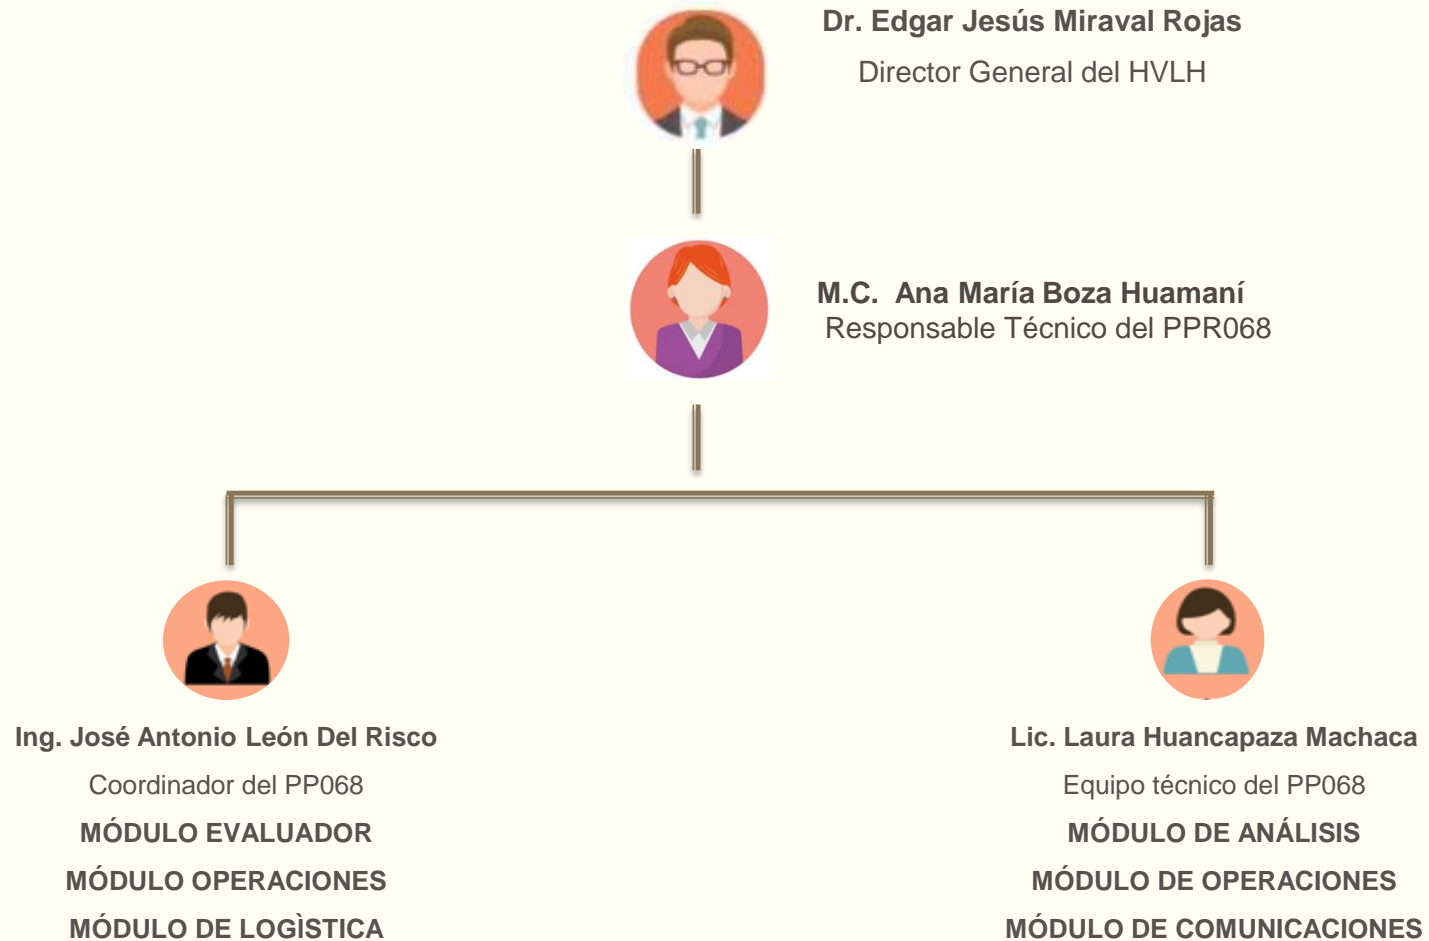 Dr. Edgar Jesús Miraval Rojas
Director General del HVLH
M.C. Ana María Boza Huamaní
Responsable Técnico del PPR068
Ing. José Antonio León Del Risco
Coordinador del PP068
MÓDULO EVALUADOR
MÓDULO OPERACIONES
MÓDULO DE LOGÌSTICA
Lic. Laura Huancapaza Machaca
Equipo técnico del PP068
MÓDULO DE ANÁLISIS
MÓDULO DE OPERACIONES
MÓDULO DE COMUNICACIONES